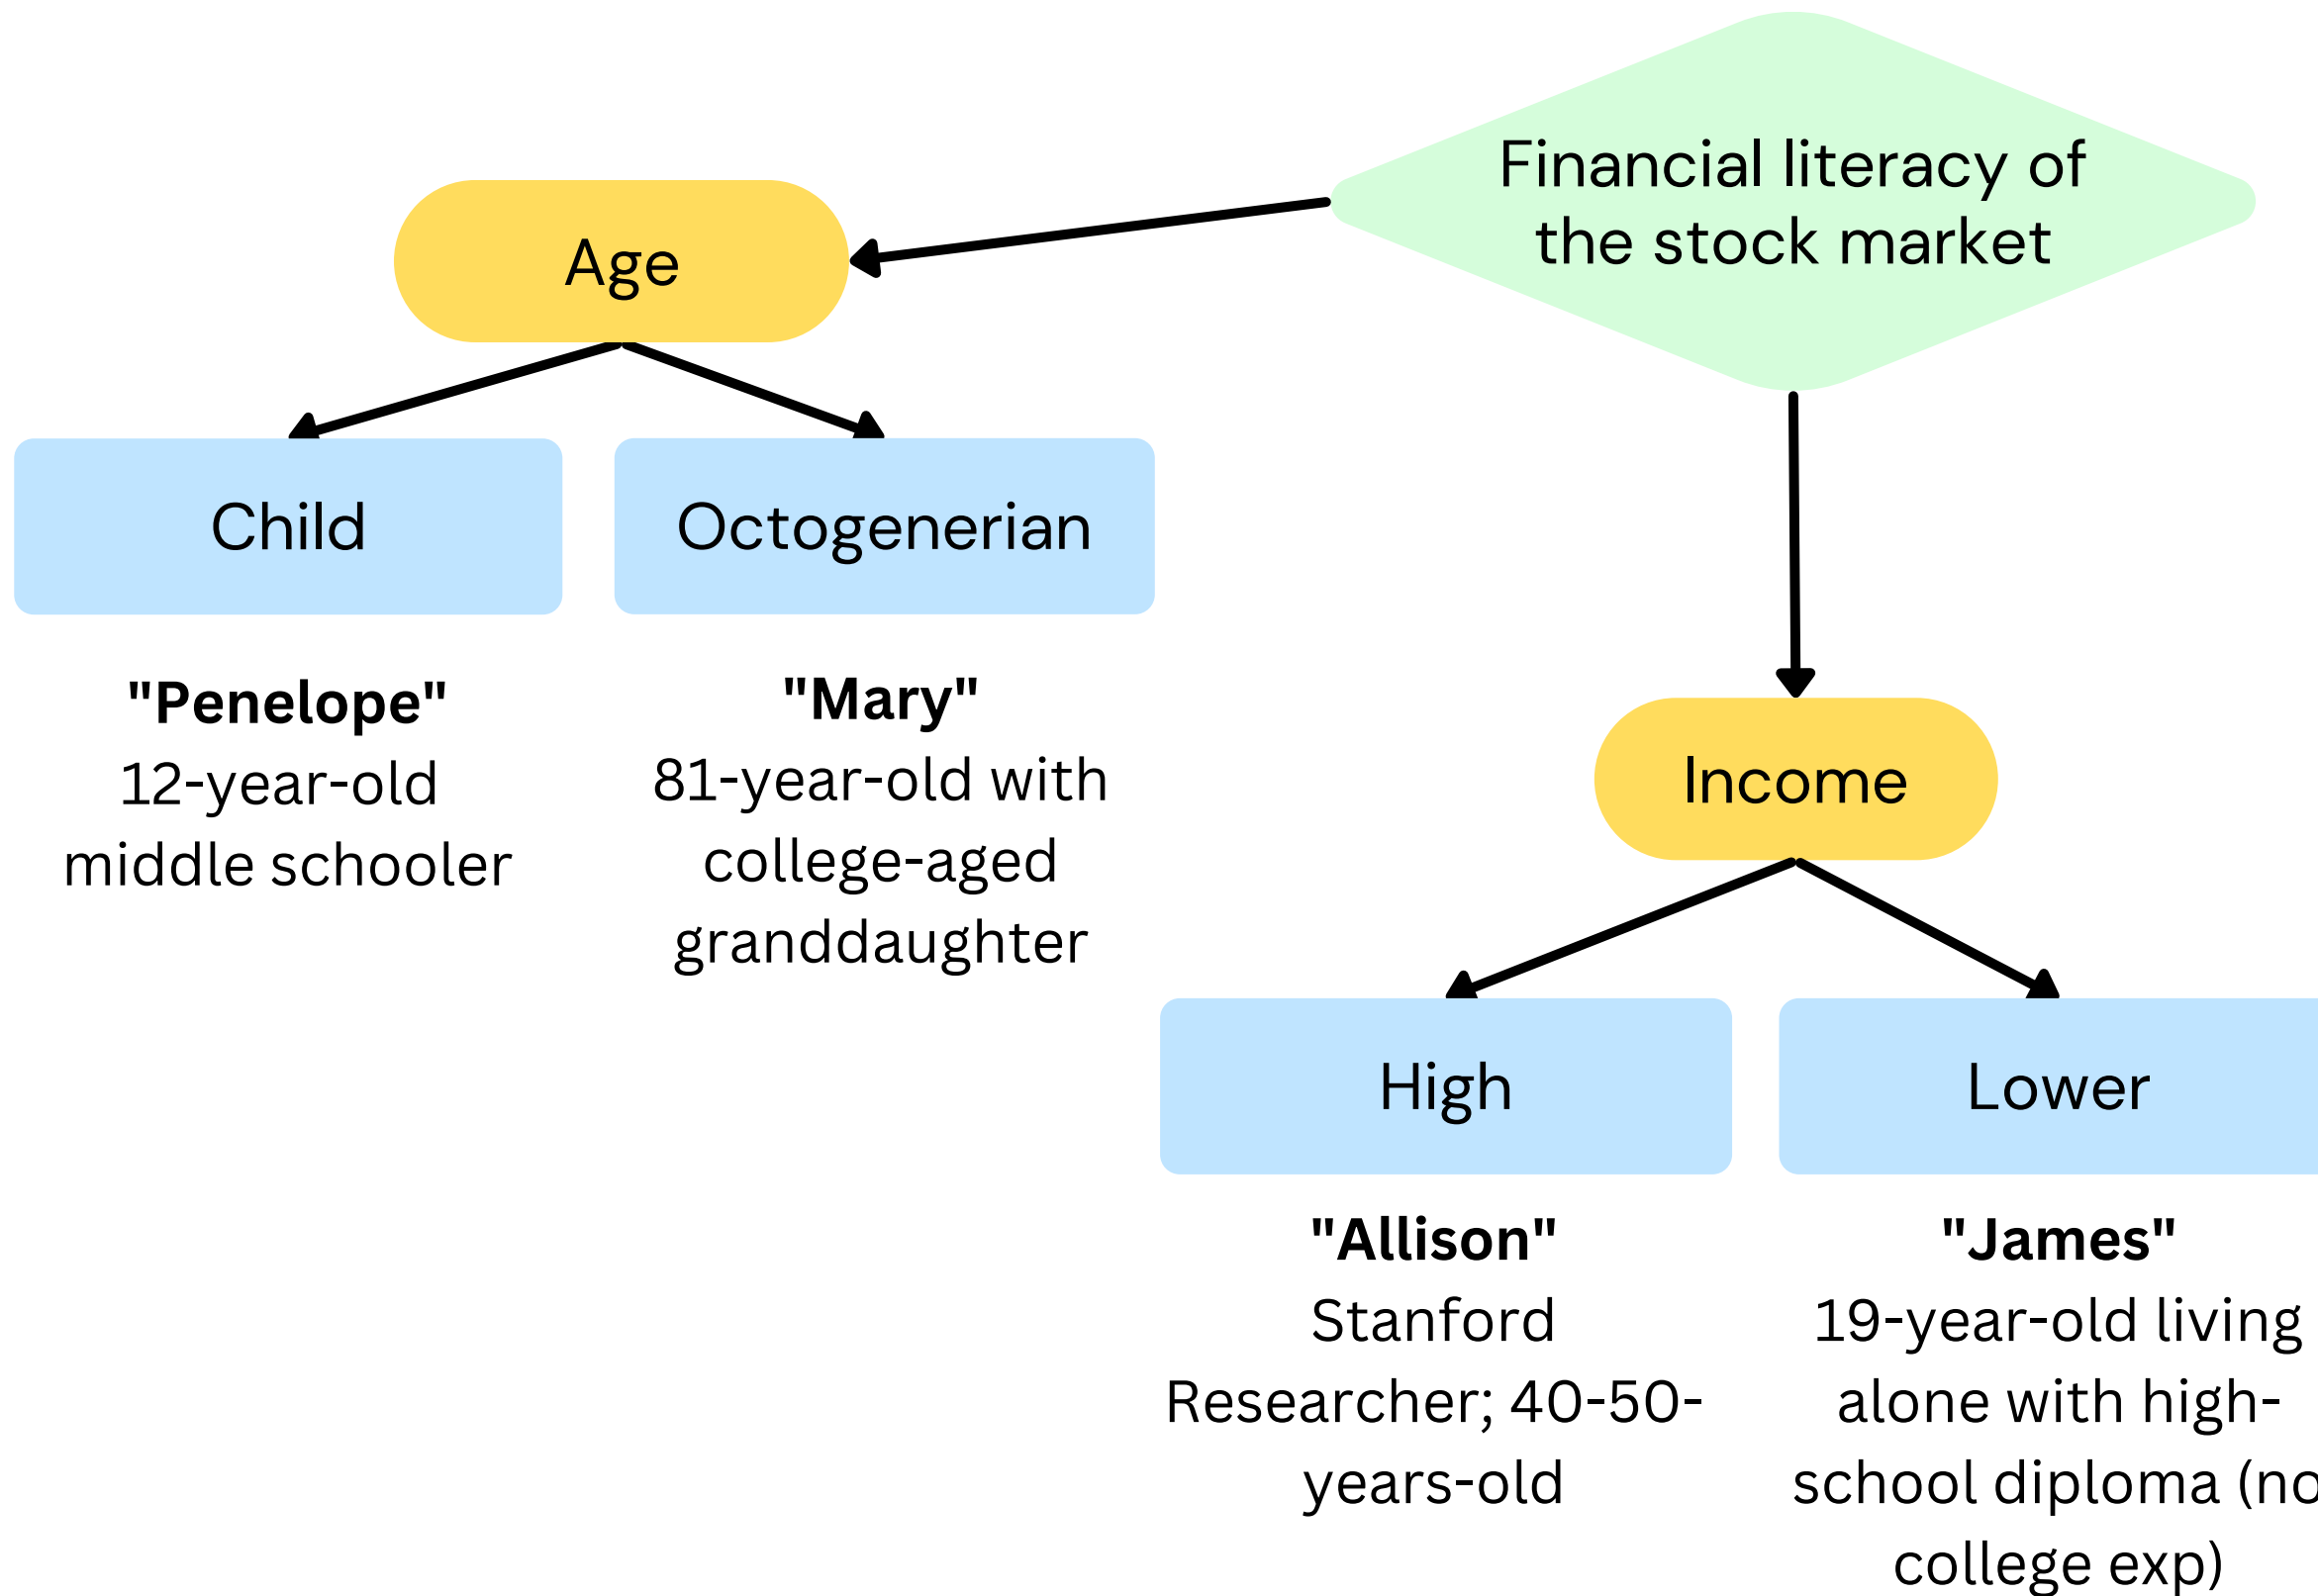 Financial literacy of
the stock market
Age
Child
Octogenerian
"Penelope"
12-year-old
middle schooler
"Mary"
81-year-old with
college-aged
granddaughter
Income
High
Lower
"Allison"
Stanford
Researcher; 40-50-
years-old
"James"
19-year-old living
alone with high-
school diploma (no
college exp)